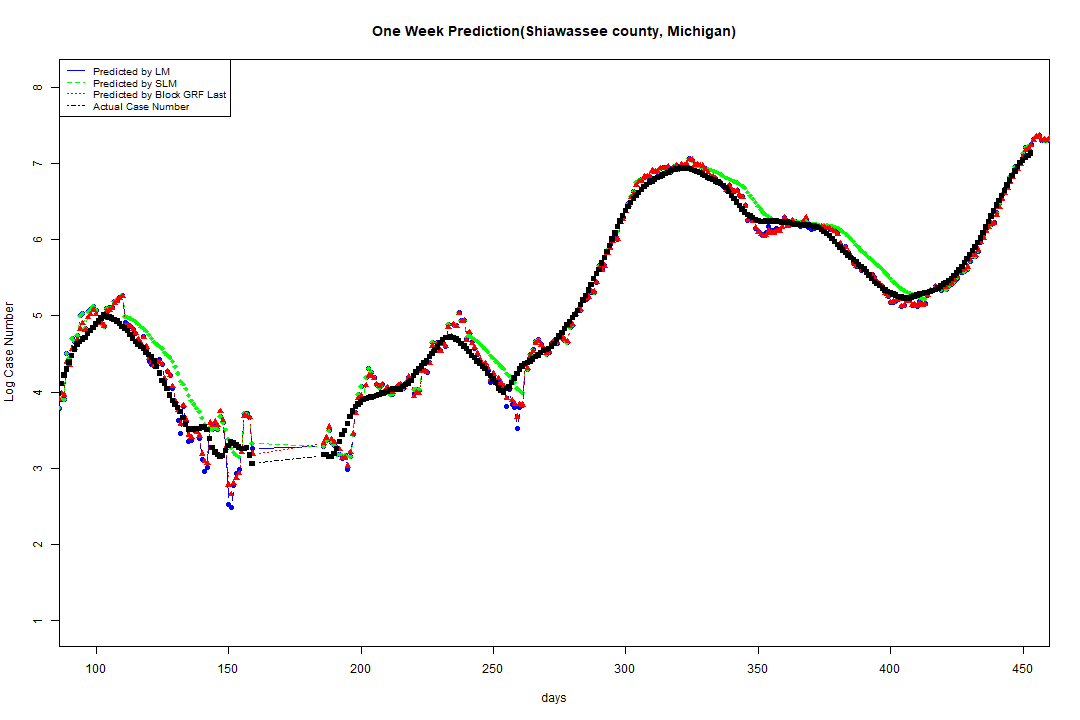 One Week Prediction(Shiawassee county, Michigan)
Predicted by LM
Predicted by SLM
Predicted by Block GRF Last
Actual Case Number
Log Case Number
8
7
6
5
4
3
2
1
100 150 200 250 300 350 400 450
days